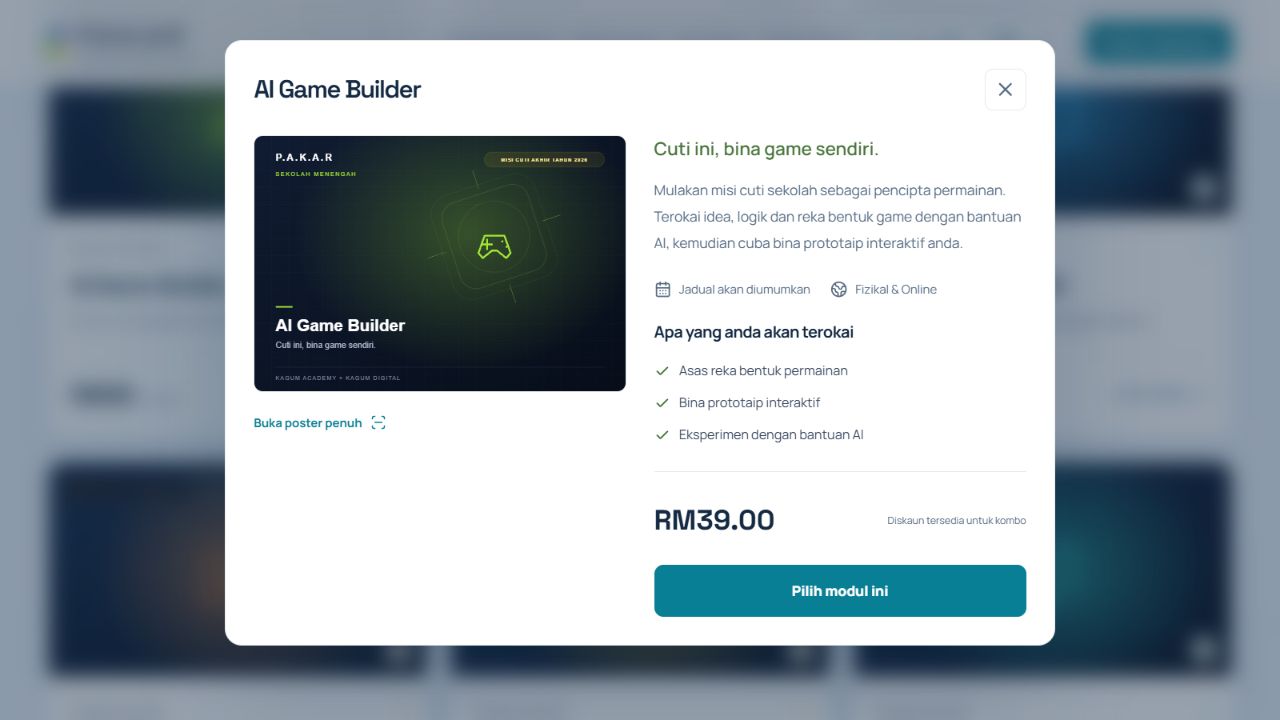 AI Game Builder
P.A.K.A.R
SEKOLAH MENENGAH
MISI CUTI AKHIR TAHUN 2026
AI Game Builder
Cuti ini, bina game sendiri.
KAGUM ACADEMY × KAGUM DIGITAL
Buka poster penuh
Cuti ini, bina game sendiri.
Mulakan misi cuti sekolah sebagai pencipta permainan.
Terokai idea, logik dan reka bentuk game dengan bantuan
AI, kemudian cuba bina prototaip interaktif anda.
Jadual akan diumumkan
Fizikal & Online
Apa yang anda akan terokai
Asas reka bentuk permainan
Bina prototaip interaktif
Eksperimen dengan bantuan AI
RM39.00
Diskaun tersedia untuk kombo
Pilih modul ini